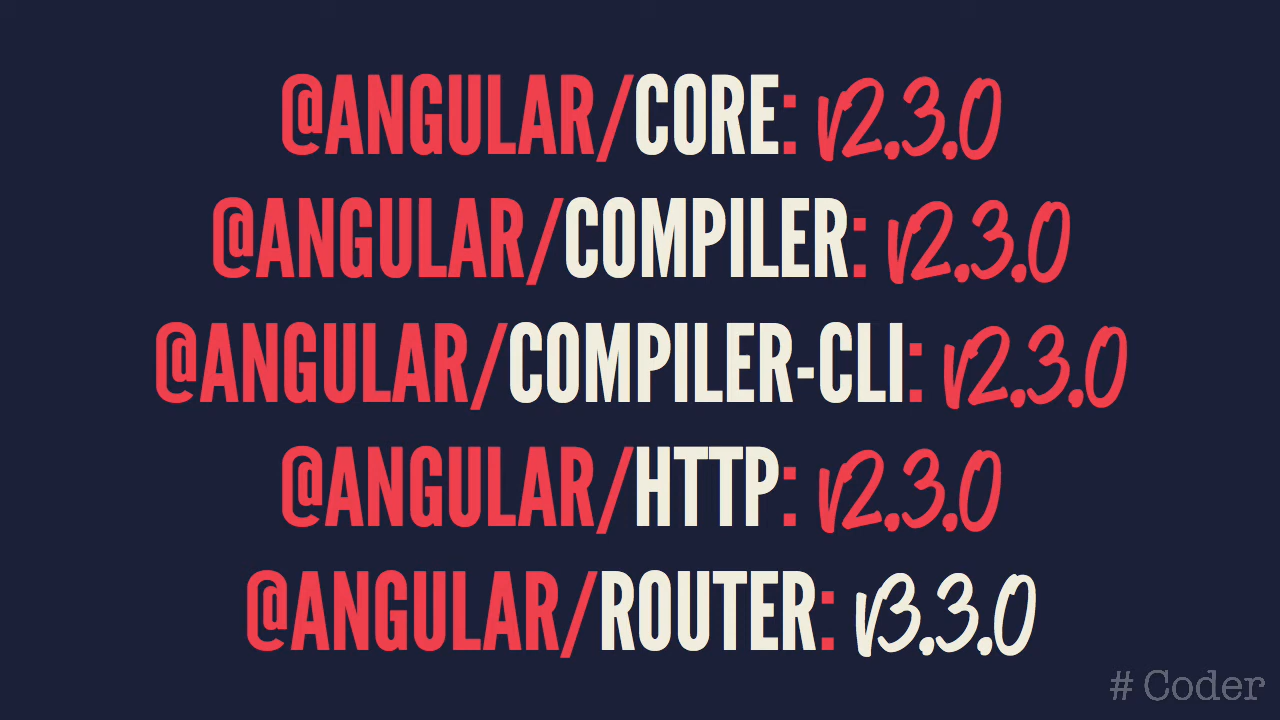 @ANGULAR/CORE: v2.3.0
@ANGULAR/COMPILER: v2.3.0
@ANGULAR/COMPILER-CLI: v2.3.0
@ANGULAR/HTTP: v2.3.0
@ANGULAR/ROUTER: v3.3.0
# Coder